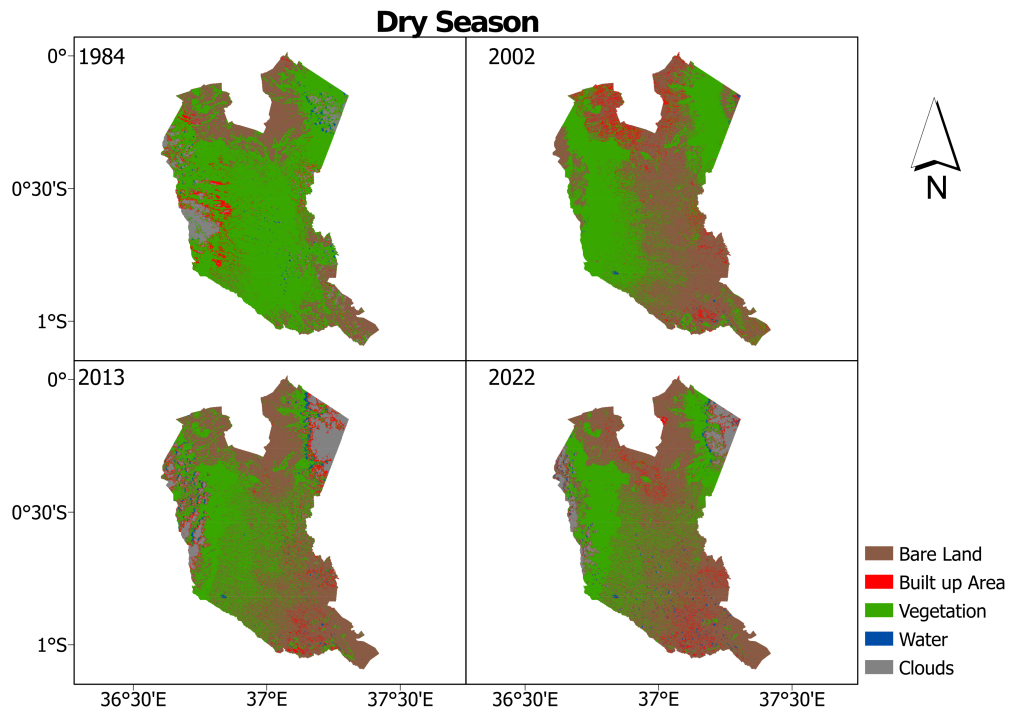 Dry Season
0° 1984 2002
N
0°30'S
1°S
0° 2013 2022
0°30'S
1°S
Bare Land
Built up Area
Vegetation
Water
Clouds
36°30'E 37°E 37°30'E 36°30'E 37°E 37°30'E